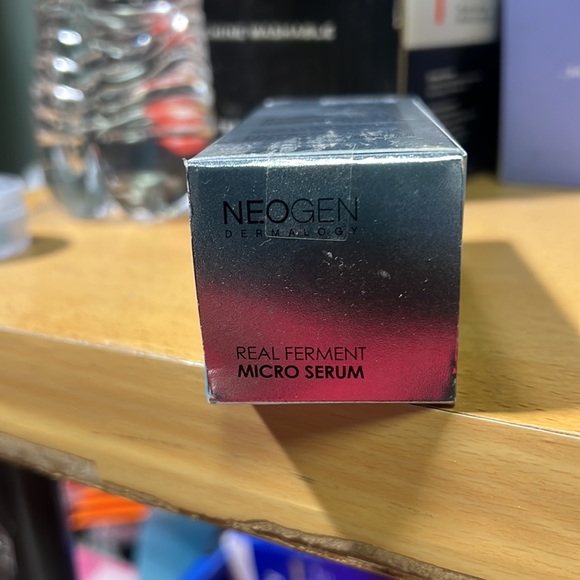 NEOGEN
DERMALOGY
REAL FERMENT
MICRO SERUM